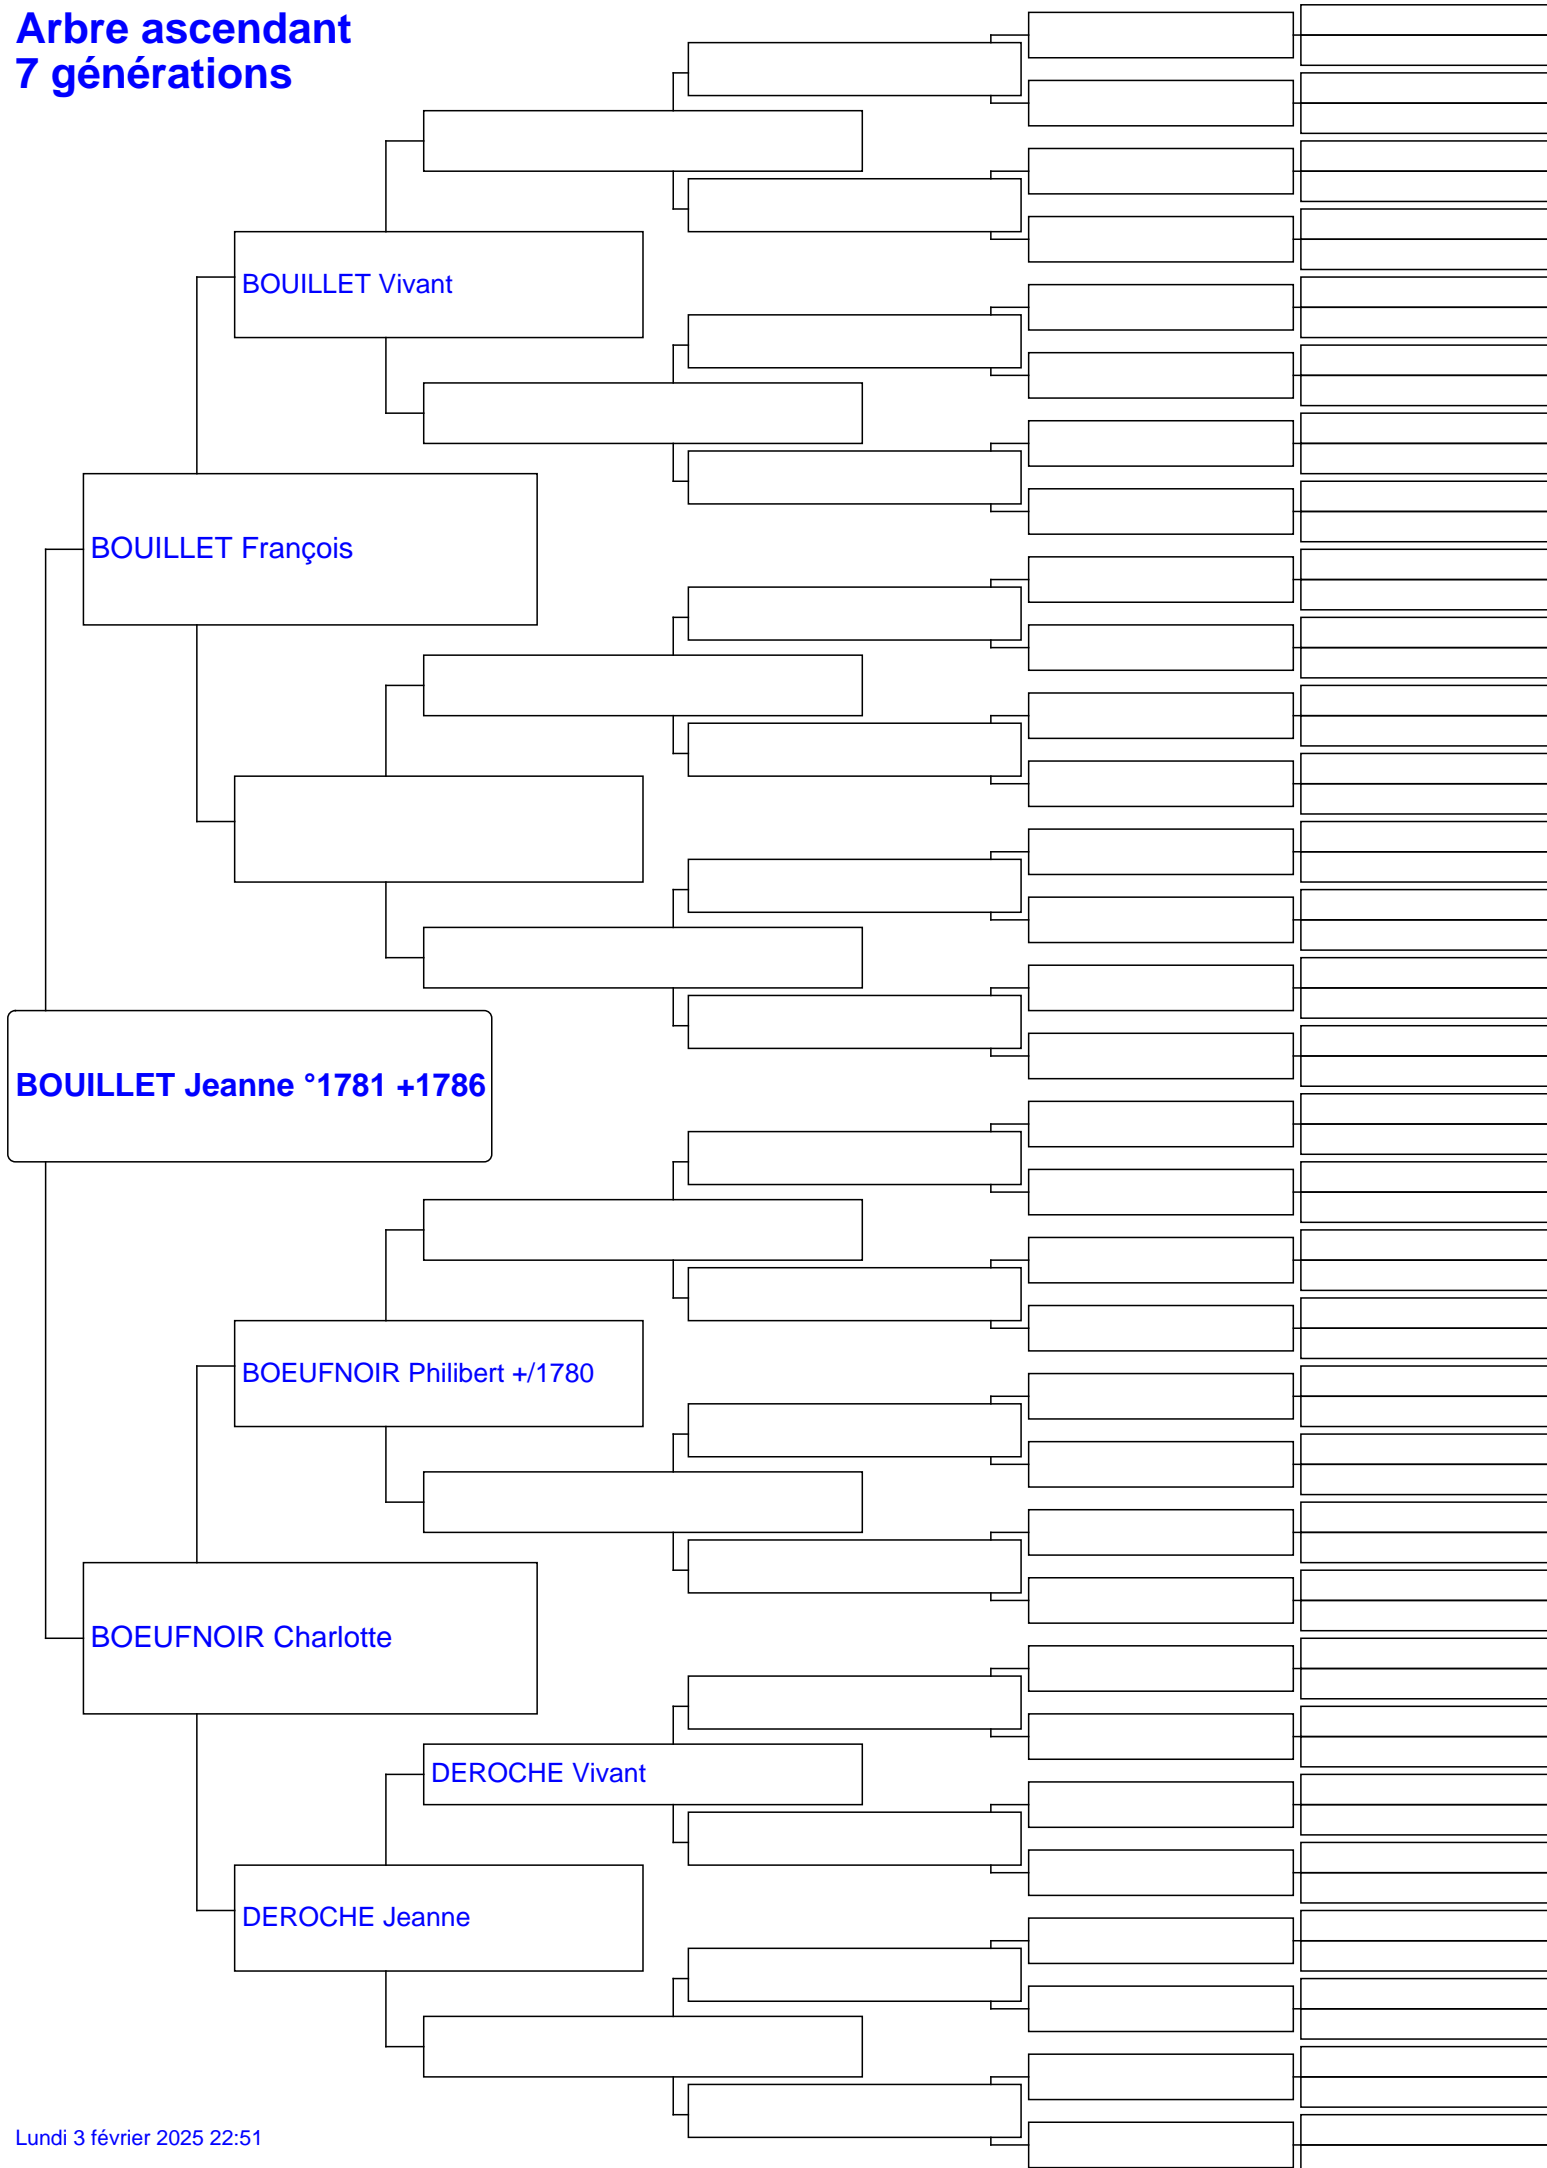 Arbre ascendant
7 générations
BOUILLET Vivant
BOUILLET François
BOUILLET Jeanne °1781 +1786
BOEUFNOIR Philibert +/1780
BOEUFNOIR Charlotte
DEROCHE Vivant
DEROCHE Jeanne
Lundi 3 février 2025 22:51